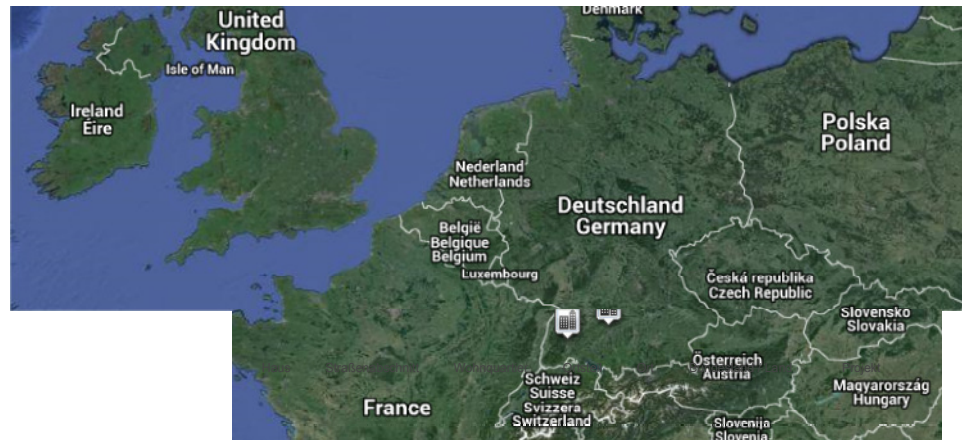 Denmark
United
Kingdom
Isle of Man
Ireland
Éire
Polska
Poland
Nederland
Netherlands
Deutschland
Germany
België
Belgique
Belgium
Luxembourg
Česká republika
Czech Republic
Slovensko
Slovakia
Österreich
Austria
Schweiz
Suisse
Svizzera
Switzerland
Magyarország
Hungary
France
Slovenija
Slovenia